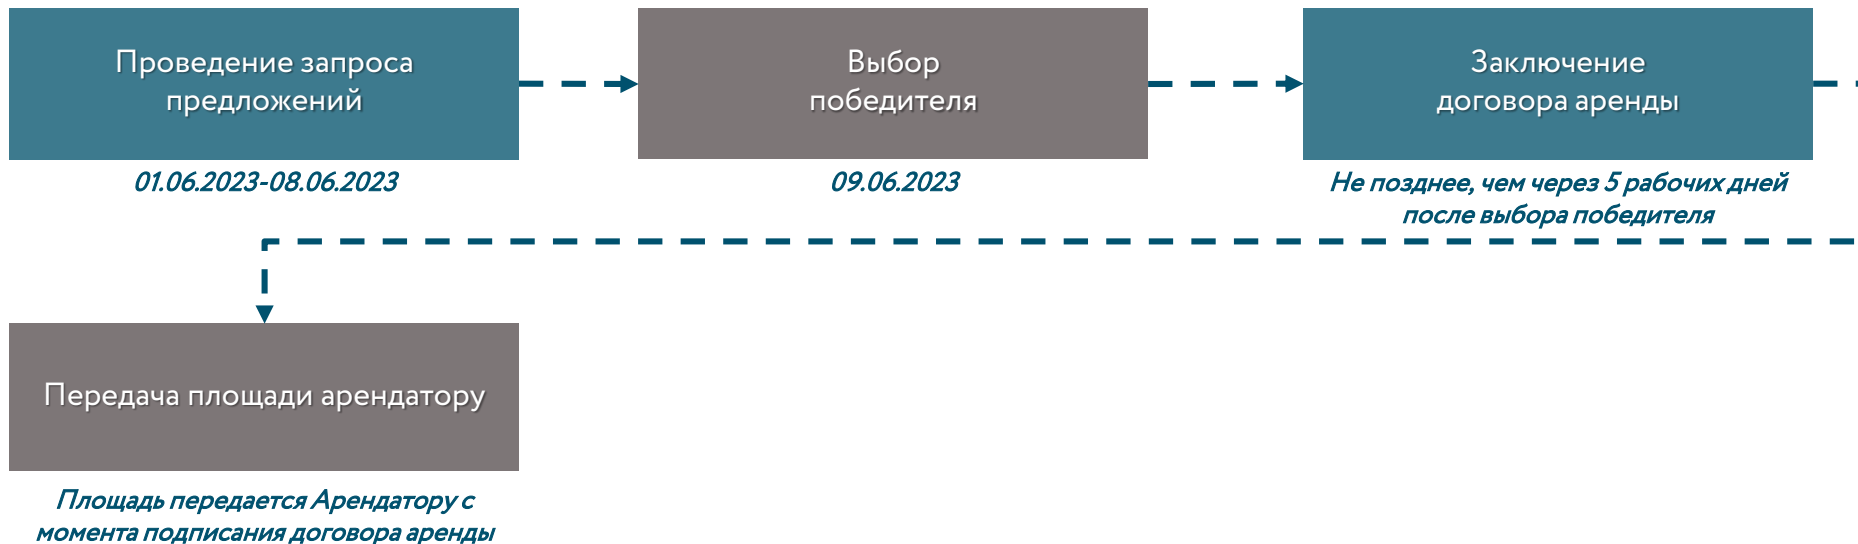 Проведение запроса
предложений
01.06.2023-08.06.2023
Выбор
победителя
09.06.2023
Заключение
договора аренды
Не позднее, чем через 5 рабочих дней
после выбора победителя
Передача площади арендатору
Площадь передается Арендатору с
момента подписания договора аренды